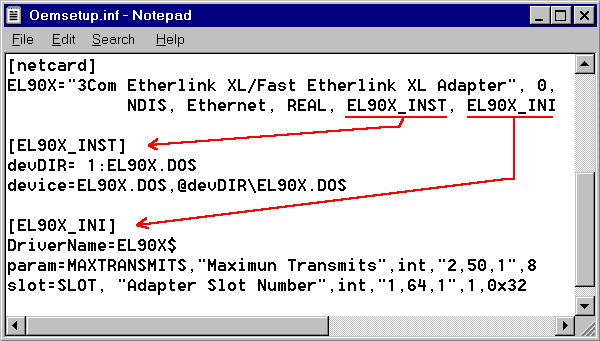 Oemsetup.inf - Notepad
File Edit Search Help
[netcard]
EL90X="3Com Etherlink XL/Fast Etherlink XL Adapter", 0,
NDIS, Ethernet, REAL, EL90X_INST, EL90X_INI
[EL90X_INST]
devDIR= 1:EL90X.DOS
device=EL90X.DOS,@devDIR\EL90X.DOS
[EL90X_INI]
DriverName=EL90X$
param=MAXTRANSMITS,"Maximun Transmits",int,"2,50,1",8
slot=SLOT, "Adapter Slot Number",int,"1,64,1",1,0x32